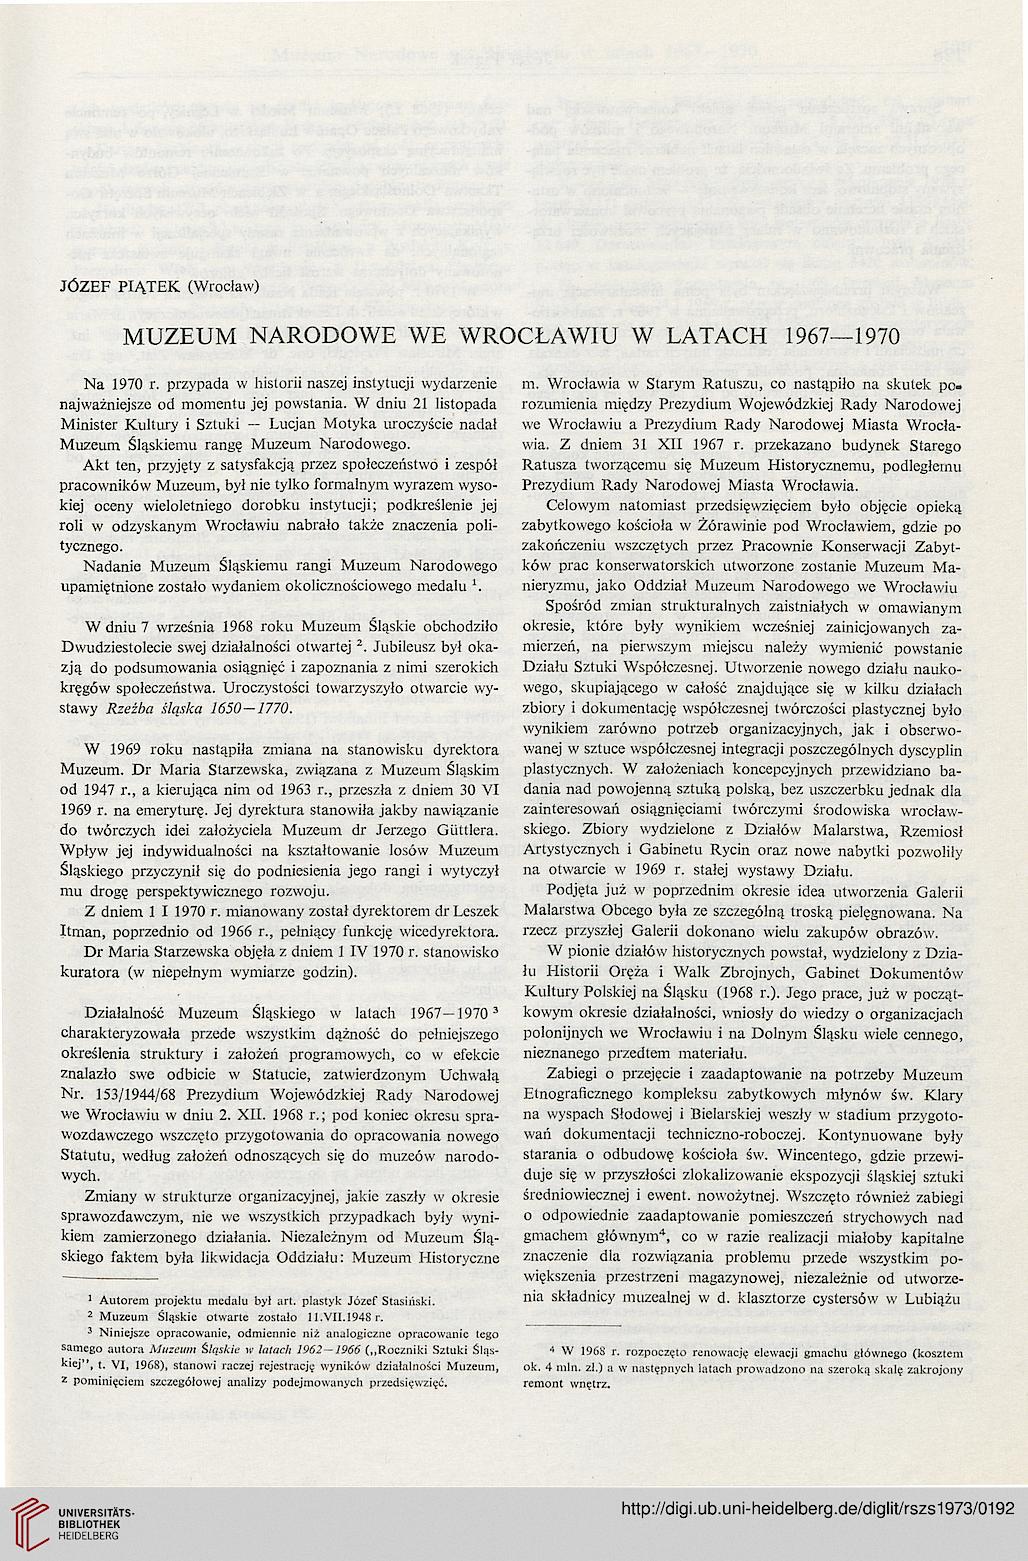 JÓZEF PIĄTEK (Wrocław)
MUZEUM NARODOWE WE WROCŁAWIU W LATACH 1967—1970
Na 1970 r. przypada w historii naszej instytucji wydarzenie
najważniejsze od momentu jej powstania. W dniu 21 listopada
Minister Kultury i Sztuki — Lucjan Motyka uroczyście nadał
Muzeum Śląskiemu rangę Muzeum Narodowego.
Akt ten, przyjęty z satysfakcją przez społeczeństwo i zespół
pracowników Muzeum, był nie tylko formalnym wyrazem wyso-
kiej oceny wieloletniego dorobku instytucji; podkreślenie jej
roli w odzyskanym Wrocławiu nabrało także znaczenia poli-
tycznego.
Nadanie Muzeum Śląskiemu rangi Muzeum Narodowego
upamiętnione zostało wydaniem okolicznościowego medalu ¹.
W dniu 7 września 1968 roku Muzeum Śląskie obchodziło
Dwudziestolecie swej działalności otwartej ². Jubileusz był oka-
zją do podsumowania osiągnięć i zapoznania z nimi szerokich
kręgów społeczeństwa. Uroczystości towarzyszyło otwarcie wy-
stawy Rzeźba śląska 1650—1770.
W 1969 roku nastąpiła zmiana na stanowisku dyrektora
Muzeum. Dr Maria Starzewska, związana z Muzeum Śląskim
od 1947 r., a kierująca nim od 1963 r., przeszła z dniem 30 VI
1969 r. na emeryturę. Jej dyrektura stanowiła jakby nawiązanie
do twórczych idei założyciela Muzeum dr Jerzego Güttlera.
Wpływ jej indywidualności na kształtowanie losów Muzeum
Śląskiego przyczynił się do podniesienia jego rangi i wytyczył
mu drogę perspektywicznego rozwoju.
Z dniem 1 I 1970 r. mianowany został dyrektorem dr Leszek
Itman, poprzednio od 1966 r., pełniący funkcję wicedyrektora.
Dr Maria Starzewska objęła z dniem 1 IV 1970 r. stanowisko
kuratora (w niepełnym wymiarze godzin).
Działalność Muzeum Śląskiego w latach 1967—1970 ³
charakteryzowała przede wszystkim dążność do pełniejszego
określenia struktury i założeń programowych, co w efekcie
znalazło swe odbicie w Statucie, zatwierdzonym Uchwałą
Nr. 153/1944/68 Prezydium Wojewódzkiej Rady Narodowej
we Wrocławiu w dniu 2. XII. 1968 r.; pod koniec okresu spra-
wozdawczego wszczęto przygotowania do opracowania nowego
Statutu, według założeń odnoszących się do muzeów narodo-
wych.
Zmiany w strukturze organizacyjnej, jakie zaszły w okresie
sprawozdawczym, nie we wszystkich przypadkach były wyni-
kiem zamierzonego działania. Niezależnym od Muzeum Ślą-
skiego faktem była likwidacja Oddziału: Muzeum Historyczne
¹ Autorem projektu medalu był art. plastyk Józef Stasiński.
² Muzeum Śląskie otwarte zostało 11.VII.1948 r.
³ Niniejsze opracowanie, odmiennie niż analogiczne opracowanie tego
samego autora Muzeum Śląskie w latach 1962—1966 („Roczniki Sztuki Śląs-
kiej", t. VI, 1968), stanowi raczej rejestrację wyników działalności Muzeum,
z pominięciem szczegółowej analizy podejmowanych przedsięwzięć.
m. Wrocławia w Starym Ratuszu, co nastąpiło na skutek po-
rozumienia między Prezydium Wojewódzkiej Rady Narodowej
we Wrocławiu a Prezydium Rady Narodowej Miasta Wrocła-
wia. Z dniem 31 XII 1967 r. przekazano budynek Starego
Ratusza tworzącemu się Muzeum Historycznemu, podległemu
Prezydium Rady Narodowej Miasta Wrocławia.
Celowym natomiast przedsięwzięciem było objęcie opieką
zabytkowego kościoła w Żórawinie pod Wrocławiem, gdzie po
zakończeniu wszczętych przez Pracownie Konserwacji Zabyt-
ków prac konserwatorskich utworzone zostanie Muzeum Ma-
nieryzmu, jako Oddział Muzeum Narodowego we Wrocławiu
Spośród zmian strukturalnych zaistniałych w omawianym
okresie, które były wynikiem wcześniej zainicjowanych za-
mierzeń, na pierwszym miejscu należy wymienić powstanie
Działu Sztuki Współczesnej. Utworzenie nowego działu nauko-
wego, skupiającego w całość znajdujące się w kilku działach
zbiory i dokumentację współczesnej twórczości plastycznej było
wynikiem zarówno potrzeb organizacyjnych, jak i obserwo-
wanej w sztuce współczesnej integracji poszczególnych dyscyplin
plastycznych. W założeniach koncepcyjnych przewidziano ba-
dania nad powojenną sztuką polską, bez uszczerbku jednak dla
zainteresowań osiągnięciami twórczymi środowiska wrocław-
skiego. Zbiory wydzielone z Działów Malarstwa, Rzemiosł
Artystycznych i Gabinetu Rycin oraz nowe nabytki pozwoliły
na otwarcie w 1969 r. stałej wystawy Działu.
Podjęta już w poprzednim okresie idea utworzenia Galerii
Malarstwa Obcego była ze szczególną troską pielęgnowana. Na
rzecz przyszłej Galerii dokonano wielu zakupów obrazów.
W pionie działów historycznych powstał, wydzielony z Dzia-
łu Historii Oręża i Walk Zbrojnych, Gabinet Dokumentów
Kultury Polskiej na Śląsku (1968 r.). Jego prace, już w począt-
kowym okresie działalności, wniosły do wiedzy o organizacjach
polonijnych we Wrocławiu i na Dolnym Śląsku wiele cennego,
nieznanego przedtem materiału.
Zabiegi o przejęcie i zaadaptowanie na potrzeby Muzeum
Etnograficznego kompleksu zabytkowych młynów św. Klary
na wyspach Słodowej i Bielarskiej weszły w stadium przygoto-
wań dokumentacji techniczno-roboczej. Kontynuowane były
starania o odbudowę kościoła św. Wincentego, gdzie przewi-
duje się w przyszłości zlokalizowanie ekspozycji śląskiej sztuki
średniowiecznej i ewent. nowożytnej. Wszczęto również zabiegi
o odpowiednie zaadaptowanie pomieszczeń strychowych nad
gmachem głównym⁴, co w razie realizacji miałoby kapitalne
znaczenie dla rozwiązania problemu przede wszystkim po-
większenia przestrzeni magazynowej, niezależnie od utworze-
nia składnicy muzealnej w d. klasztorze cystersów w Lubiążu
⁴ W 1968 r. rozpoczęto renowację elewacji gmachu głównego (kosztem
ok. 4 mln. zł.) a w następnych latach prowadzono na szeroką skalę zakrojony
remont wnętrz.
UNIVERSITÄTS-
BIBLIOTHEK
HEIDELBERG
http://digi.ub.uni-heidelberg.de/diglit/rszs1973/0192